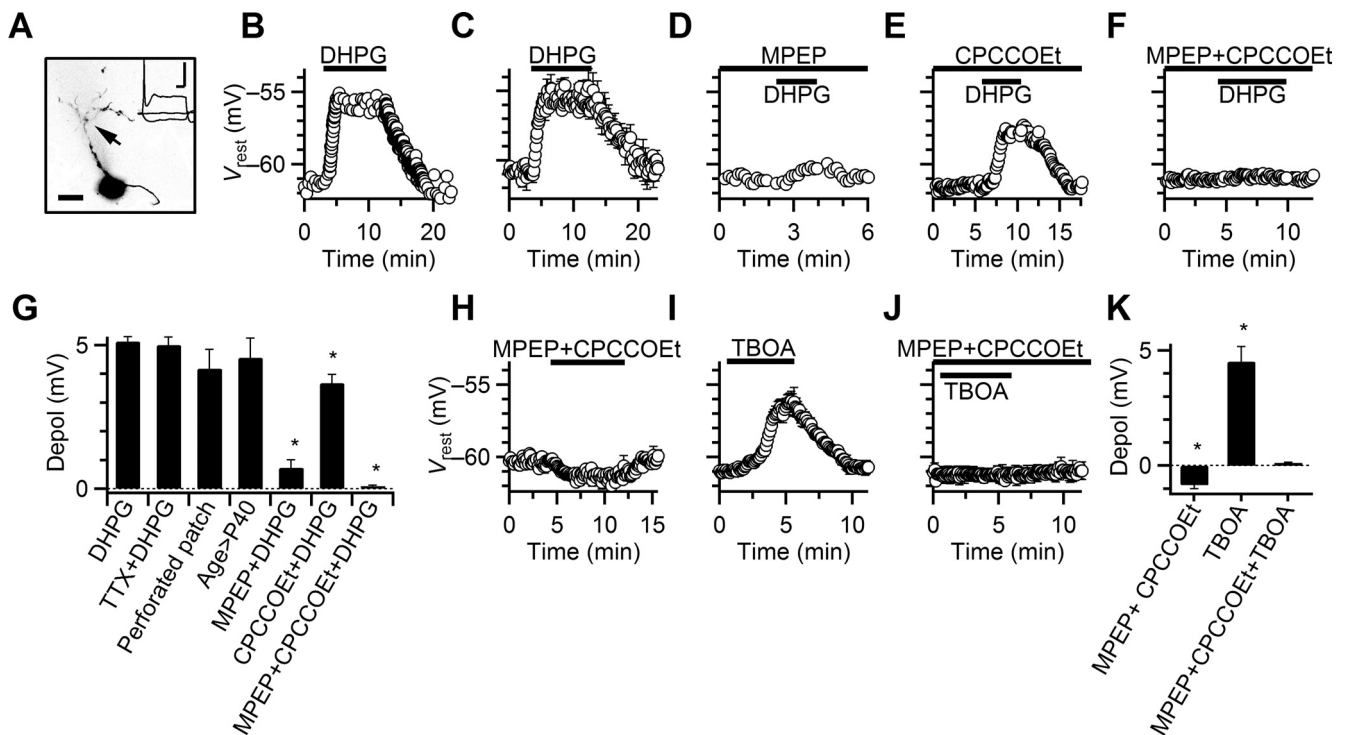 A
B
C
D
E
F
DHPG
DHPG
MPEP
CPCCOEt
MPEP+CPCCOEt
DHPG
DHPG
DHPG
Vrest (mV)
–55
–60
0 10 20
0 10 20
0 3 6
0 5 10 15
0 5 10
Time (min)
Time (min)
Time (min)
Time (min)
Time (min)
G
H
I
J
K
Depol (mV)
5
0
*
*
*
DHPG
TTX+DHPG
Perforated patch
Age>P40
MPEP+DHPG
CPCCOEt+DHPG
MPEP+CPCCOEt+DHPG
MPEP+CPCCOEt
TBOA
MPEP+CPCCOEt
TBOA
Vrest (mV)
–55
–60
0 5 10 15
0 5 10
0 5 10
Time (min)
Time (min)
Time (min)
Depol (mV)
5
0
*
*
MPEP+ CPCCOEt
TBOA
MPEP+CPCCOEt+TBOA